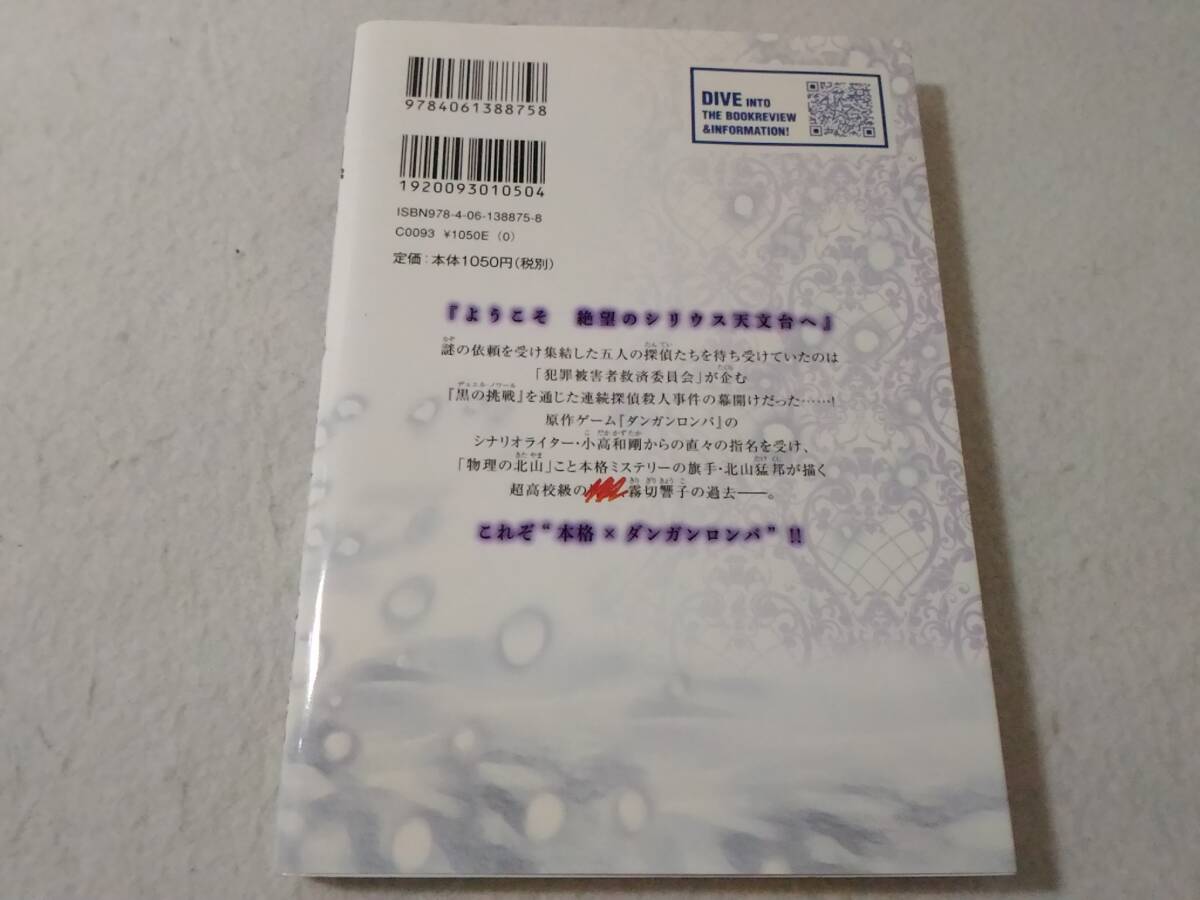 9784061388758
DIVE INTO
THE BOOKREVIEW
&INFORMATION!
1920093010504
ISBN978-4-06-138875-8
C0093 ¥1050E (0)
定価:本体1050円(税別)
『ようこそ 絶望のシリウス天文台へ』
謎の依頼を受け集結した五人の探偵たちを待ち受けていたのは
「犯罪被害者救済委員会」が企む
『黒の挑戦』を通じた連続探偵殺人事件の幕開けだった……!
原作ゲーム『ダンガンロンパ』の
シナリオライター・小高和剛からの直々の指名を受け、
「物理の北山」こと本格ミステリーの旗手・北山猛邦が描く
超高校級の霧切響子の過去――。
これぞ“本格×ダンガンロンパ”!!